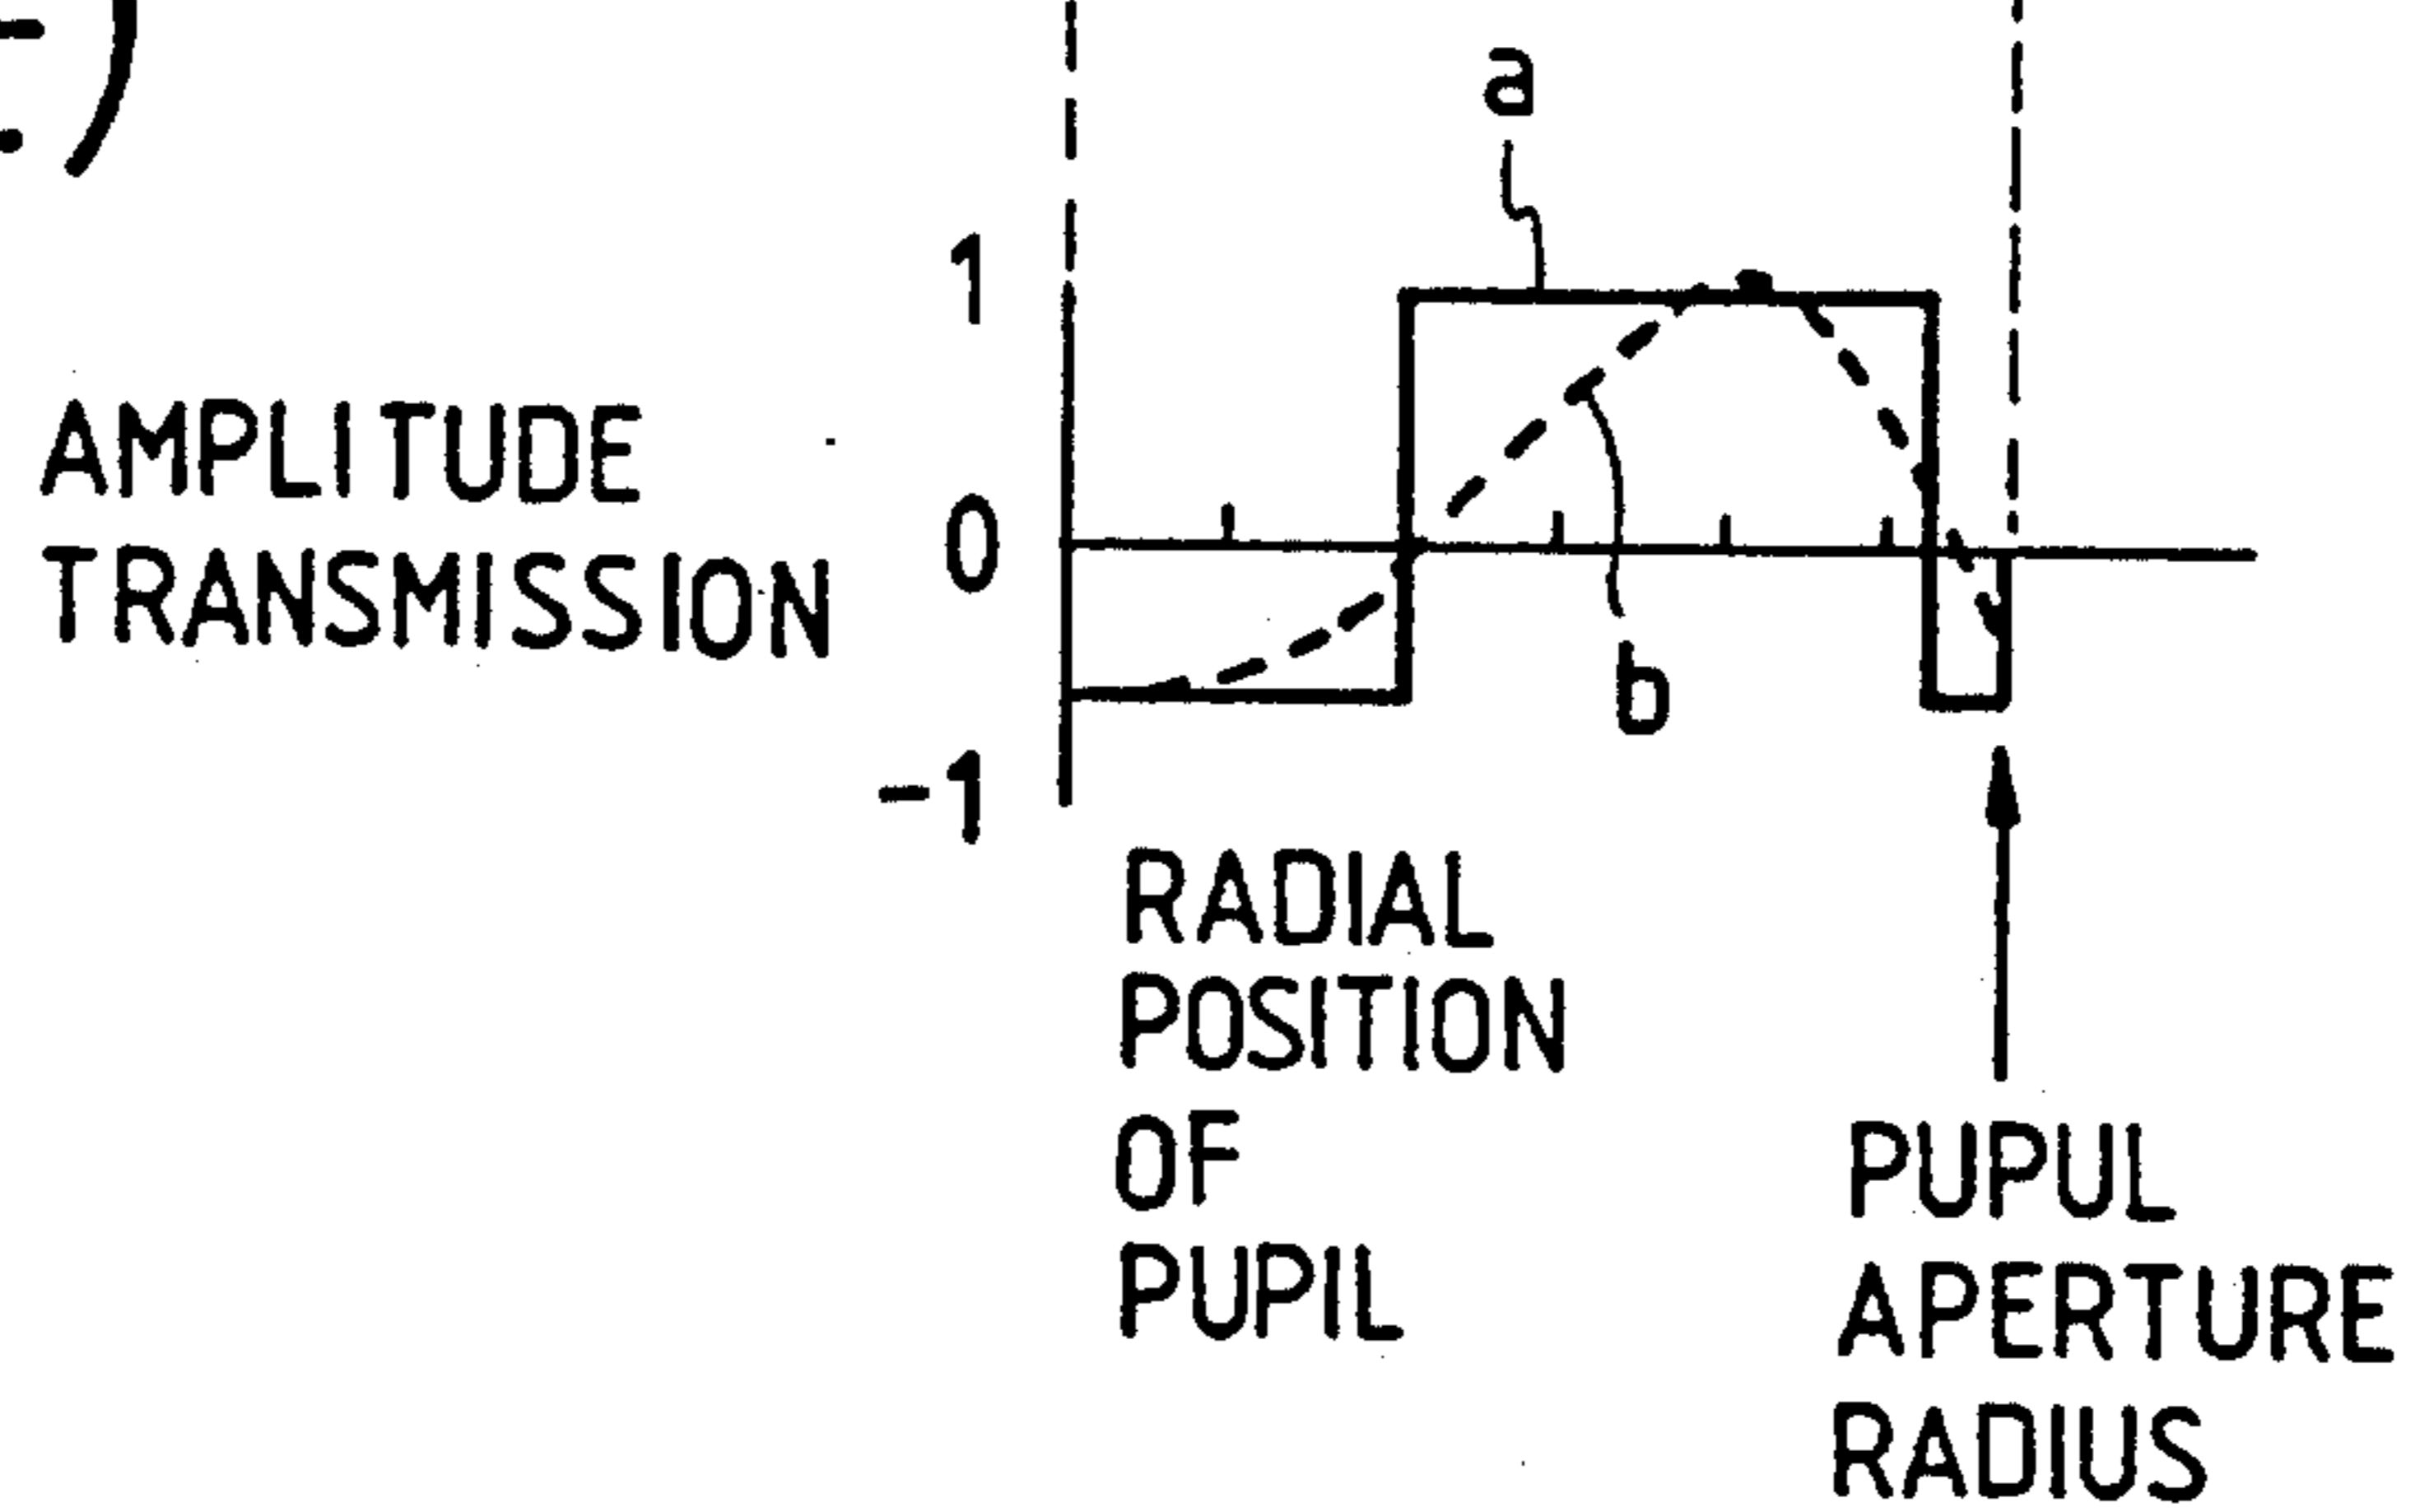 a
1
AMPLITUDE
TRANSMISSION
0
b
-1
RADIAL
POSITION
OF
PUPIL
PUPUL
APERTURE
RADIUS